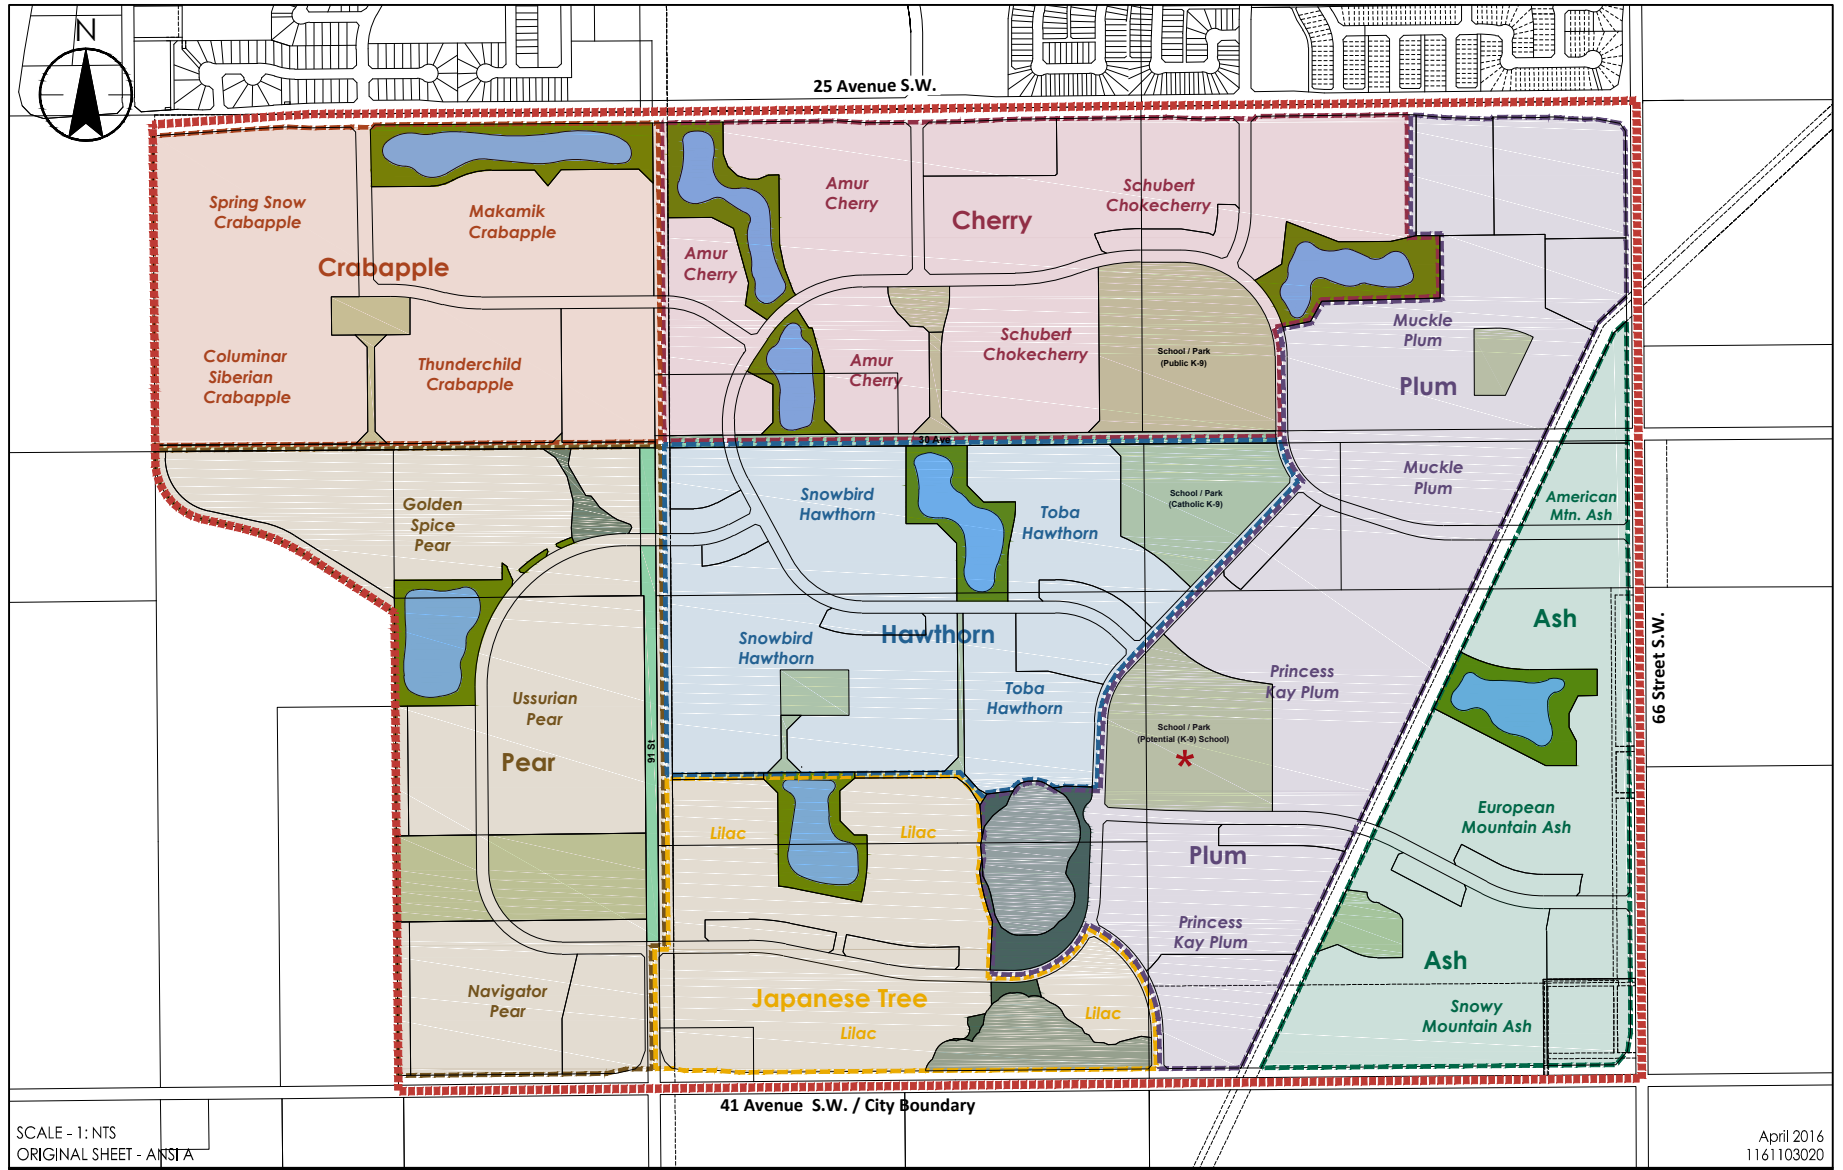 N
25 Avenue S.W.
Spring Snow
Crabapple
Makamik
Crabapple
Crabapple
Columinar
Siberian
Crabapple
Thunderchild
Crabapple
Amur
Cherry
Amur
Cherry
Cherry
Schubert
Chokecherry
Amur
Cherry
Schubert
Chokecherry
School / Park
(Public K-9)
Muckle
Plum
Plum
30 Ave
Muckle
Plum
American
Mtn. Ash
Golden
Spice
Pear
Snowbird
Hawthorn
Toba
Hawthorn
School / Park
(Catholic K-9)
Snowbird
Hawthorn
Hawthorn
Toba
Hawthorn
Princess
Kay Plum
Ash
66 Street S.W.
Ussurian
Pear
Pear
91 St
School / Park
(Potential (K-9) School)
*
Lilac
Lilac
Plum
European
Mountain Ash
Princess
Kay Plum
Ash
Navigator
Pear
Japanese Tree
Lilac
Lilac
Snowy
Mountain Ash
41 Avenue S.W. / City Boundary
SCALE - 1: NTS
ORIGINAL SHEET - ANSI A
April 2016
1161103020